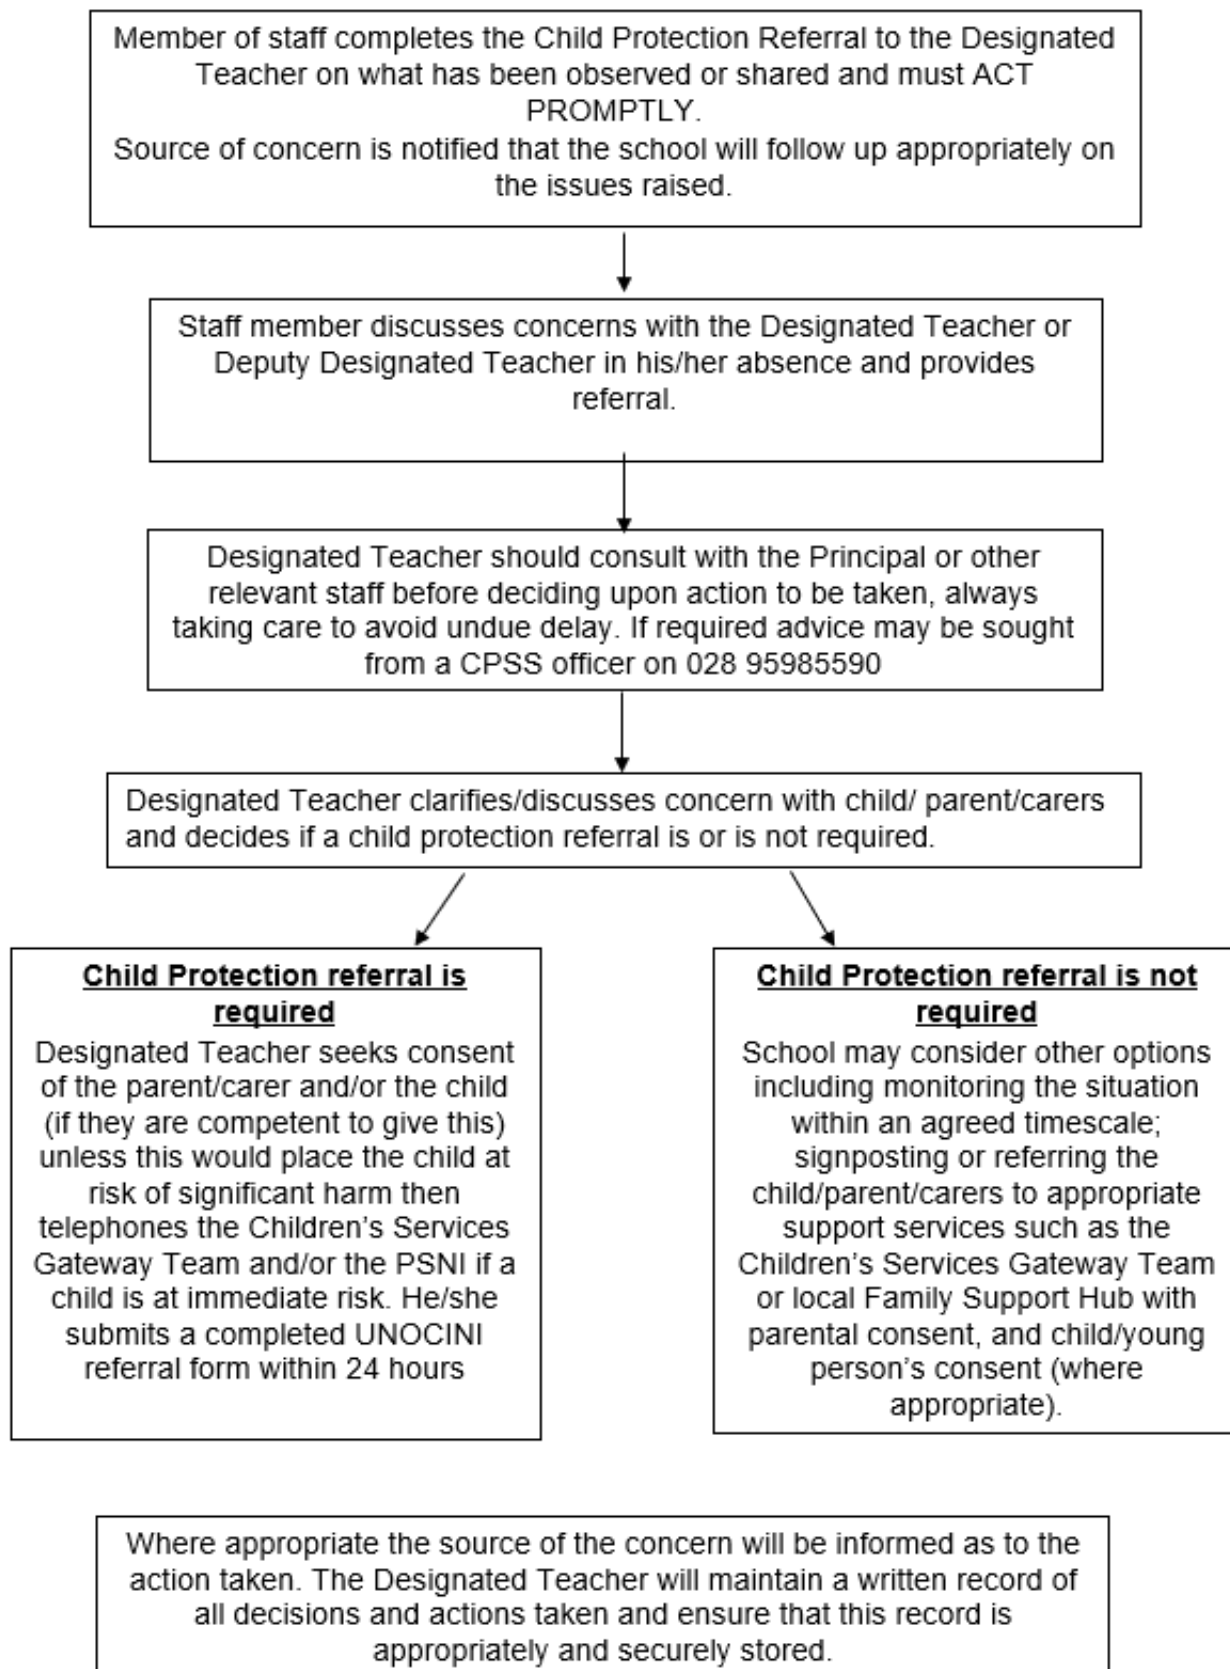 Member of staff completes the Child Protection Referral to the Designated
Teacher on what has been observed or shared and must ACT
PROMPTLY.
Source of concern is notified that the school will follow up appropriately on
the issues raised.
Staff member discusses concerns with the Designated Teacher or
Deputy Designated Teacher in his/her absence and provides
referral.
Designated Teacher should consult with the Principal or other
relevant staff before deciding upon action to be taken, always
taking care to avoid undue delay. If required advice may be sought
from a CPSS officer on 028 95985590
Designated Teacher clarifies/discusses concern with child/ parent/carers
and decides if a child protection referral is or is not required.
Child Protection referral is
required
Designated Teacher seeks consent
of the parent/carer and/or the child
(if they are competent to give this)
unless this would place the child at
risk of significant harm then
telephones the Children’s Services
Gateway Team and/or the PSNI if a
child is at immediate risk. He/she
submits a completed UNOCINI
referral form within 24 hours
Child Protection referral is not
required
School may consider other options
including monitoring the situation
within an agreed timescale;
signposting or referring the
child/parent/carers to appropriate
support services such as the
Children’s Services Gateway Team
or local Family Support Hub with
parental consent, and child/young
person’s consent (where
appropriate).
Where appropriate the source of the concern will be informed as to the
action taken. The Designated Teacher will maintain a written record of
all decisions and actions taken and ensure that this record is
appropriately and securely stored.